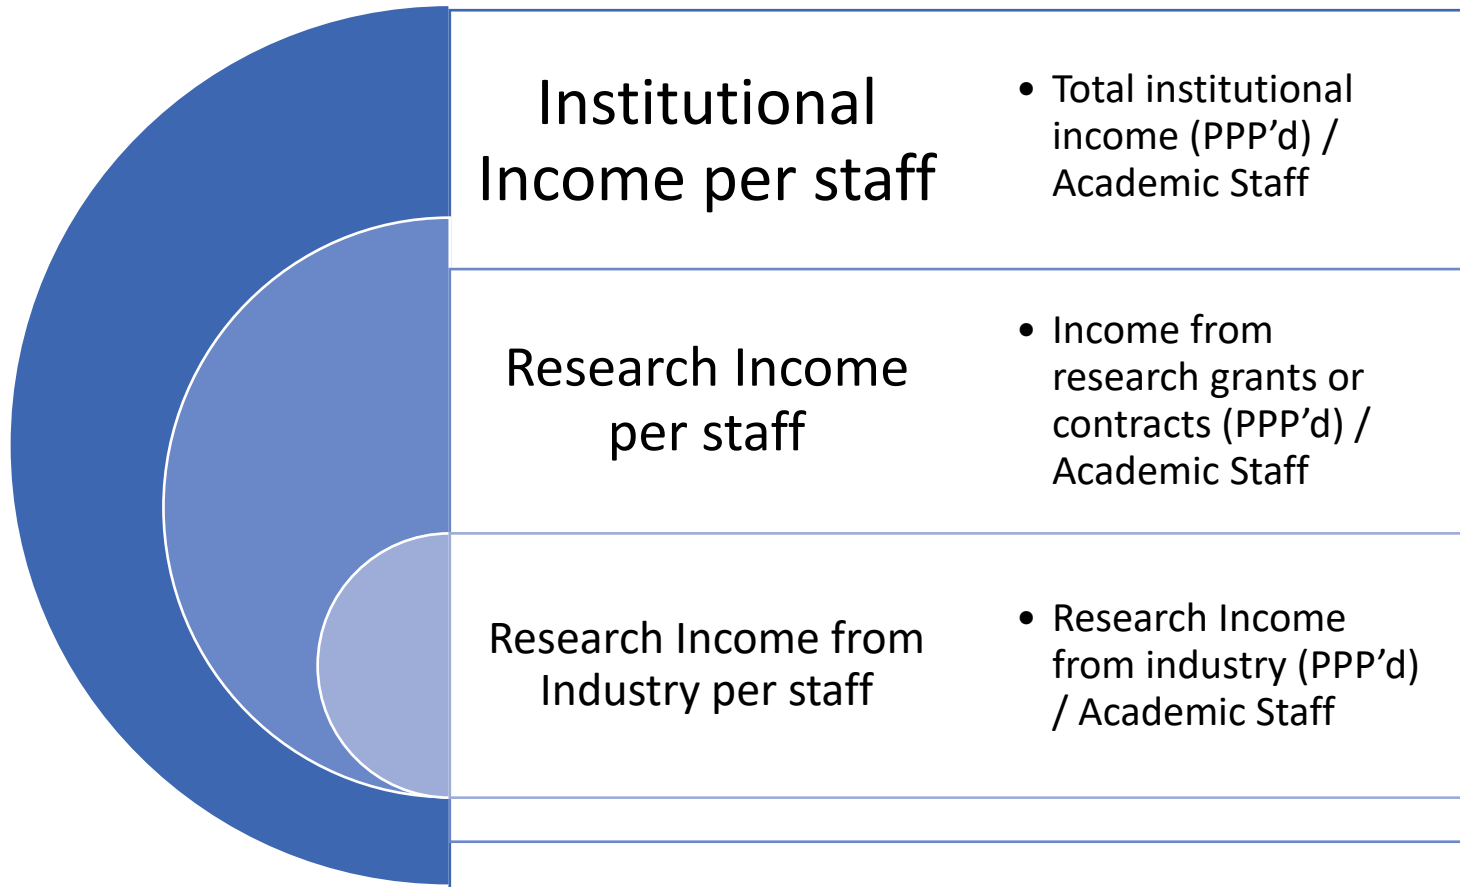 Institutional
Income per staff
• Total institutional
income (PPP’d) /
Academic Staff
Research Income
per staff
• Income from
research grants or
contracts (PPP’d) /
Academic Staff
Research Income from
Industry per staff
• Research Income
from industry (PPP’d)
/ Academic Staff